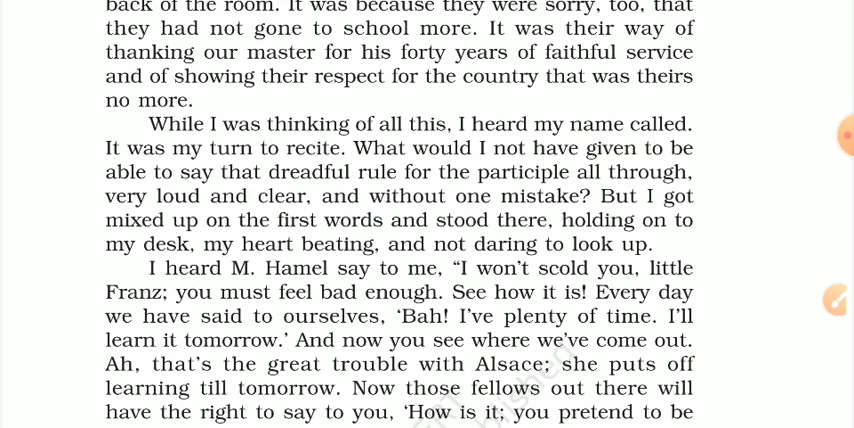 back of the room. It was because they were sorry, too, that
they had not gone to school more. It was their way of
thanking our master for his forty years of faithful service
and of showing their respect for the country that was theirs
no more.
While I was thinking of all this, I heard my name called.
It was my turn to recite. What would I not have given to be
able to say that dreadful rule for the participle all through,
very loud and clear, and without one mistake? But I got
mixed up on the first words and stood there, holding on to
my desk, my heart beating, and not daring to look up.
I heard M. Hamel say to me, “I won’t scold you, little
Franz; you must feel bad enough. See how it is! Every day
we have said to ourselves, ‘Bah! I’ve plenty of time. I’ll
learn it tomorrow.’ And now you see where we’ve come out.
Ah, that’s the great trouble with Alsace; she puts off
learning till tomorrow. Now those fellows out there will
have the right to say to you, ‘How is it; you pretend to be